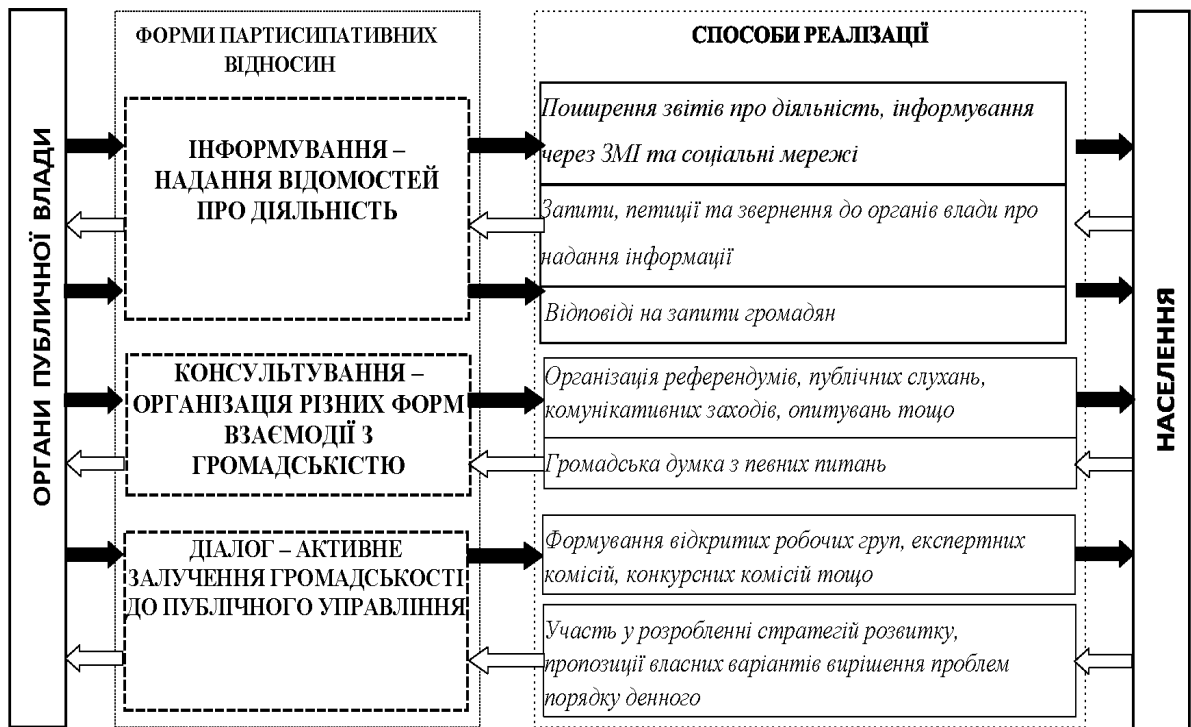 ОРГАНИ ПУБЛІЧНОЇ ВЛАДИ
ФОРМИ ПАРТИСИПАТИВНИХ
ВІДНОСИН
ІНФОРМУВАННЯ –
НАДАННЯ ВІДОМОСТЕЙ
ПРО ДІЯЛЬНІСТЬ
КОНСУЛЬТУВАННЯ –
ОРГАНІЗАЦІЯ РІЗНИХ ФОРМ
ВЗАЄМОДІЇ З
ГРОМАДСЬКІСТЮ
ДІАЛОГ – АКТИВНЕ
ЗАЛУЧЕННЯ ГРОМАДСЬКОСТІ
ДО ПУБЛІЧНОГО УПРАВЛІННЯ
СПОСОБИ РЕАЛІЗАЦІЇ
Поширення звітів про діяльність, інформування
через ЗМІ та соціальні мережі
Запити, петиції та звернення до органів влади про
надання інформації
Відповіді на запити громадян
Організація референдумів, публічних слухань,
комунікативних заходів, опитувань тощо
Громадська думка з певних питань
Формування відкритих робочих груп, експертних
комісій, конкурсних комісій тощо
Участь у розробленні стратегій розвитку,
пропозиції власних варіантів вирішення проблем
порядку денного
НАСЕЛЕННЯ